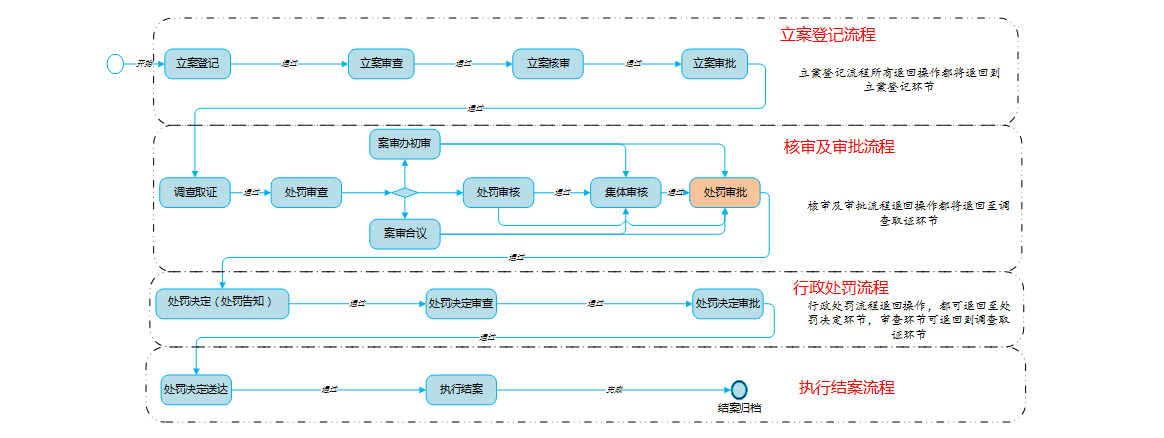 立案登记流程
开始
立案登记
通过
立案审查
通过
立案核审
通过
立案审批
立案登记流程所有退回操作都将退回到
立案登记环节
通过
案审办初审
核审及审批流程
调查取证
通过
处罚审查
处罚审核
通过
集体审核
通过
处罚审批
核审及审批流程退回操作都将退回至调
查取证环节
案审合议
通过
行政处罚流程
处罚决定（处罚告知）
通过
处罚决定审查
通过
处罚决定审批
行政处罚流程退回操作，都可退回至处
罚决定环节，审查环节可退回到调查取
证环节
通过
处罚决定送达
通过
执行结案
完成
结案归档
执行结案流程